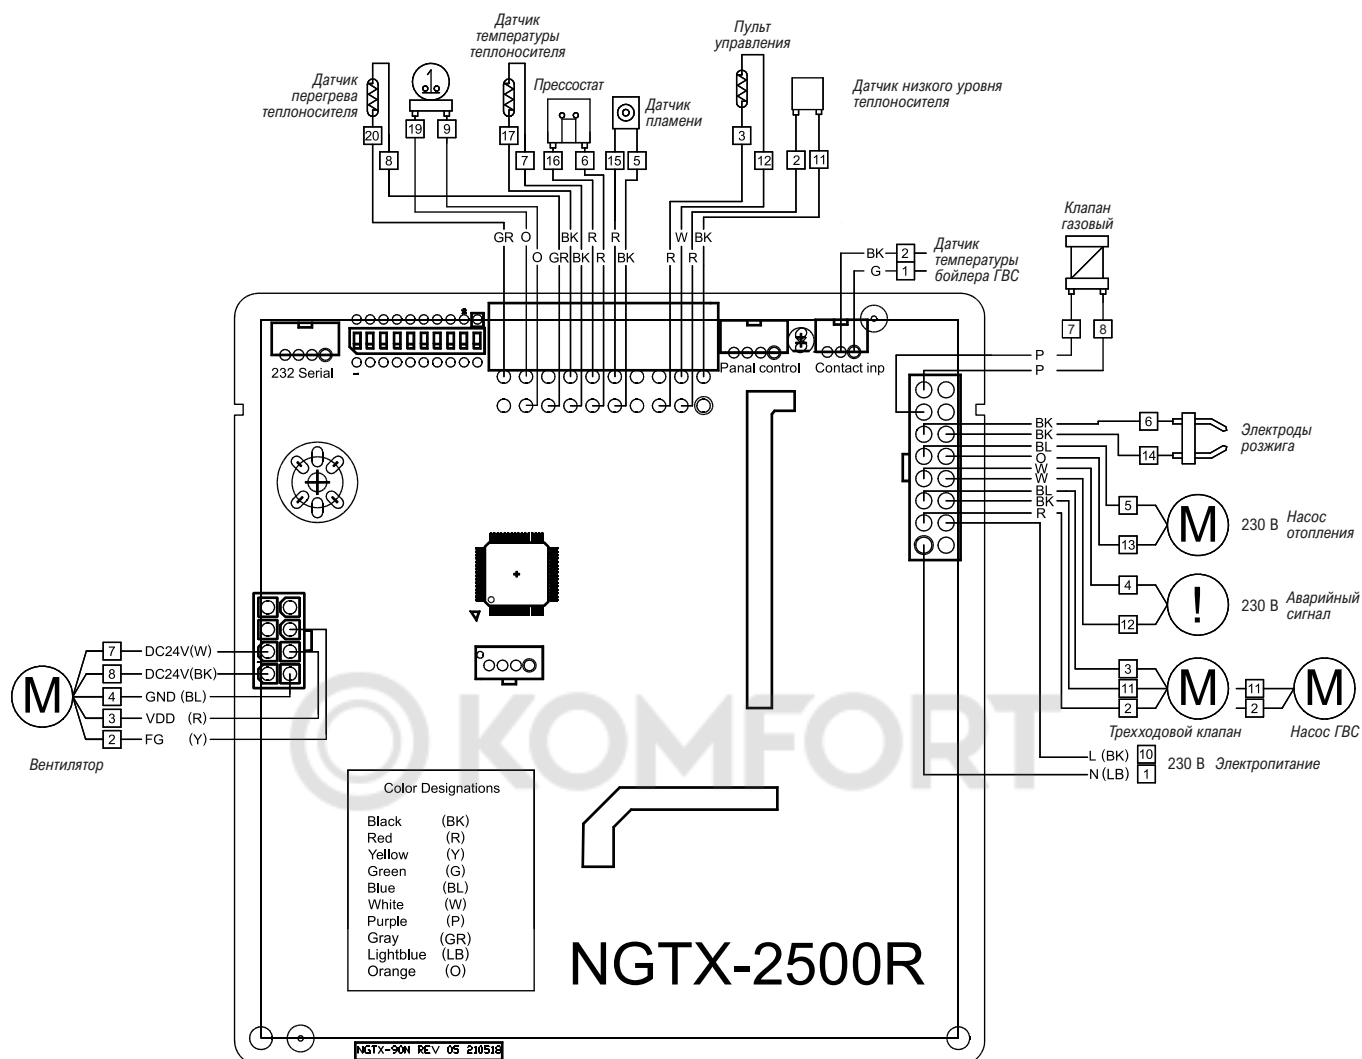 Датчик
перегрева
теплоносителя
Датчик
температуры
теплоносителя
Прессостат
Датчик
пламени
Пульт
управления
Датчик низкого уровня
теплоносителя
20
8
19
9
17
7
16
6
15
5
3
12
2
11
GR
O
O
GR
BK
BK
R
R
R
BK
R
W
R
BK
BK
2
G
1
Датчик
температуры
бойлера ГВС
Клапан
газовый
7
8
P
P
232 Serial
Panal control
Contact inp
BK
BK
BL
O
W
W
BL
BK
R
6
14
Электроды
розжига
5
13
M
230 В
Насос
отопления
4
12
!
230 В
Аварийный
сигнал
3
11
2
M
Трехходовой клапан
11
2
M
Насос ГВС
L (BK)
10
N (LB)
1
230 В
Электропитание
M
Вентилятор
7
DC24V(W)
8
DC24V(BK)
4
GND (BL)
3
VDD (R)
2
FG (Y)
KOMFORT
Color Designations
Black (BK)
Red (R)
Yellow (Y)
Green (G)
Blue (BL)
White (W)
Purple (P)
Gray (GR)
Lightblue (LB)
Orange (O)
NGTX-2500R
NGTX-90N REV 05 210518